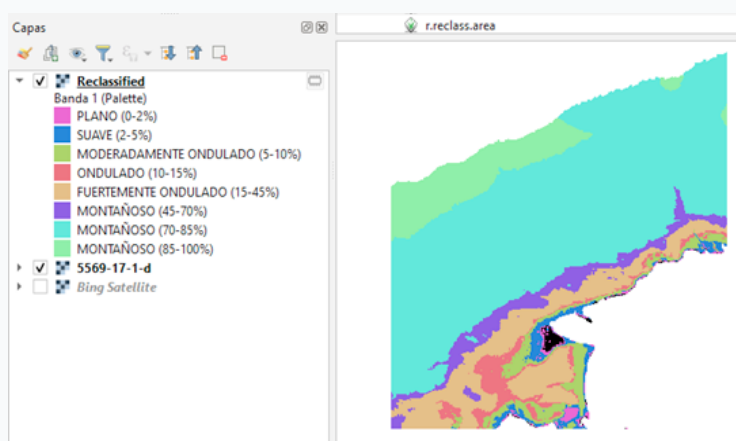 Capas
r.reclass.area
Reclassified
Banda 1 (Palette)
PLANO (0-2%)
SUAVE (2-5%)
MODERADAMENTE ONDULADO (5-10%)
ONDULADO (10-15%)
FUERTEMENTE ONDULADO (15-45%)
MONTAÑOSO (45-70%)
MONTAÑOSO (70-85%)
MONTAÑOSO (85-100%)
5569-17-1-d
Bing Satellite